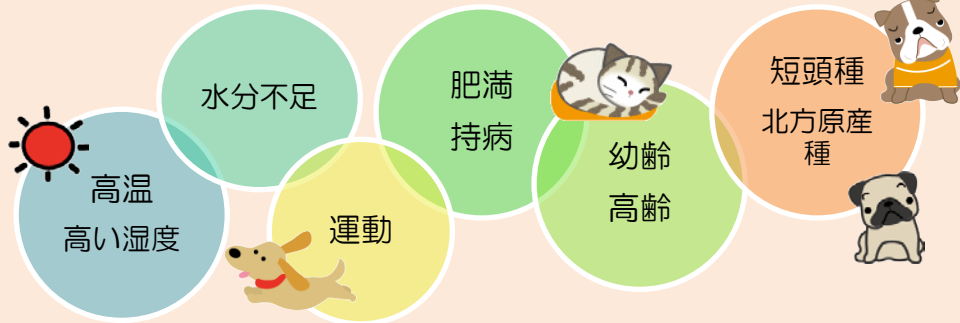 高温
高い湿度
水分不足
運動
肥満
持病
幼齢
高齢
短頭種
北方原産
種